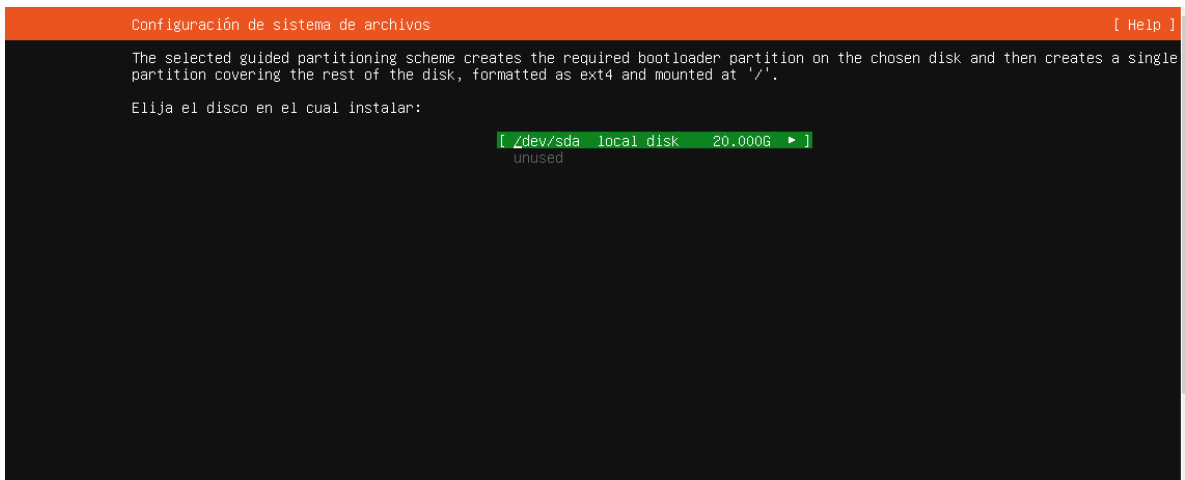 Configuración de sistema de archivos [ Help ]
The selected guided partitioning scheme creates the required bootloader partition on the chosen disk and then creates a single
partition covering the rest of the disk, formatted as ext4 and mounted at '/'.
Elija el disco en el cual instalar:
[ /dev/sda local disk 20.000G ► ]
unused